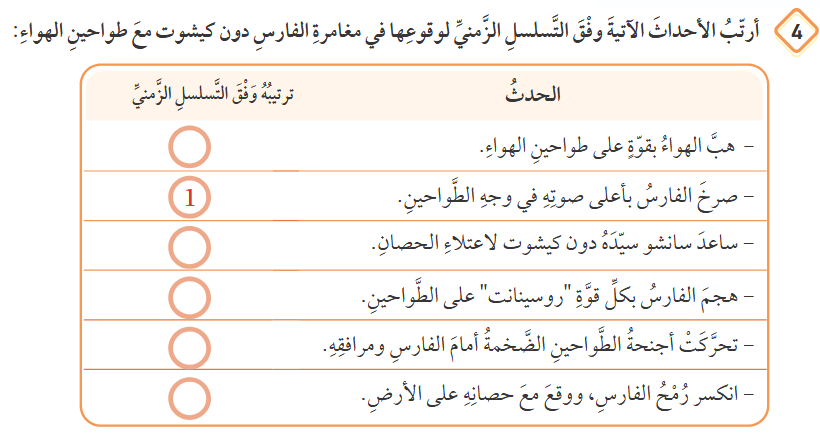 4 أرتّبُ الأحداثَ الآتيةَ وفْقَ التَّسلسلِ الزَّمنيِّ لوقوعِها في مغامرةِ الفارسِ دون كيشوت معَ طواحينِ الهواءِ:
الحدثُ ترتيبُهُ وَفْقَ التَّسلسلِ الزَّمنيِّ
– هبَّ الهواءُ بقوّةٍ على طواحينِ الهواءِ.
– صرخَ الفارسُ بأعلى صوتِهِ في وجهِ الطَّواحينِ. 1
– ساعدَ سانشو سيّدَهُ دون كيشوت لاعتلاءِ الحصانِ.
– هجمَ الفارسُ بكلِّ قوَّةِ "روسينانت" على الطَّواحينِ.
– تحرَّكَتْ أجنحةُ الطَّواحينِ الضَّخمةُ أمامَ الفارسِ ومرافقِهِ.
– انكسر رُمْحُ الفارسِ، ووقعَ معَ حصانِهِ على الأرضِ.